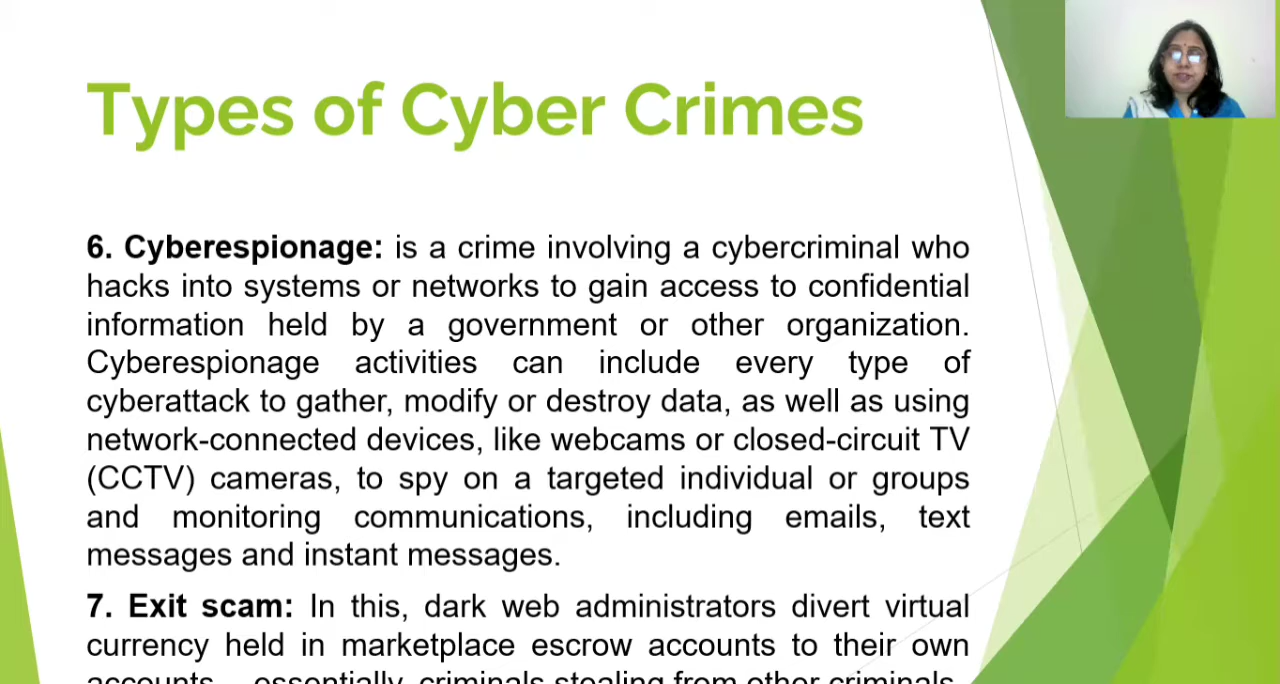 Types of Cyber Crimes
6. Cyberespionage: is a crime involving a cybercriminal who
hacks into systems or networks to gain access to confidential
information held by a government or other organization.
Cyberespionage activities can include every type of
cyberattack to gather, modify or destroy data, as well as using
network-connected devices, like webcams or closed-circuit TV
(CCTV) cameras, to spy on a targeted individual or groups
and monitoring communications, including emails, text
messages and instant messages.
7. Exit scam: In this, dark web administrators divert virtual
currency held in marketplace escrow accounts to their own
accounts -- essentially, criminals stealing from other criminals.